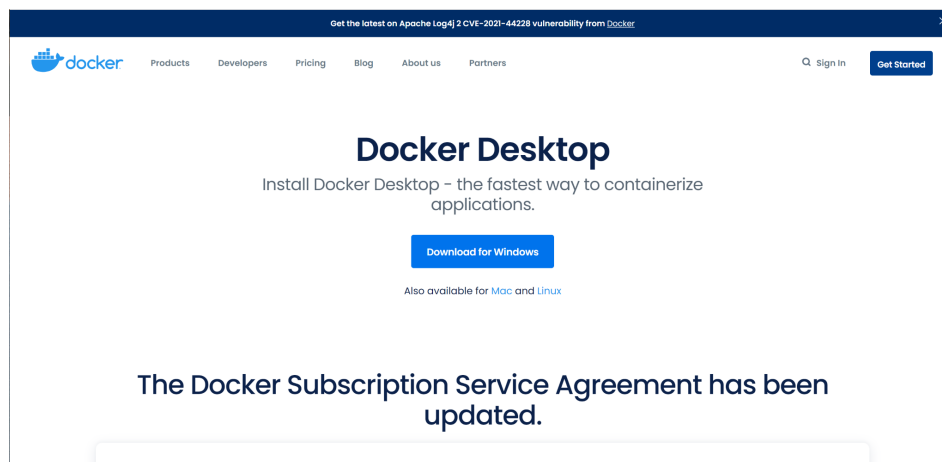 Get the latest on Apache Log4j 2 CVE-2021-44228 vulnerability from Docker
docker
Products Developers Pricing Blog About us Partners Sign In Get Started
Docker Desktop
Install Docker Desktop - the fastest way to containerize
applications.
Download for Windows
Also available for Mac and Linux
The Docker Subscription Service Agreement has been
updated.